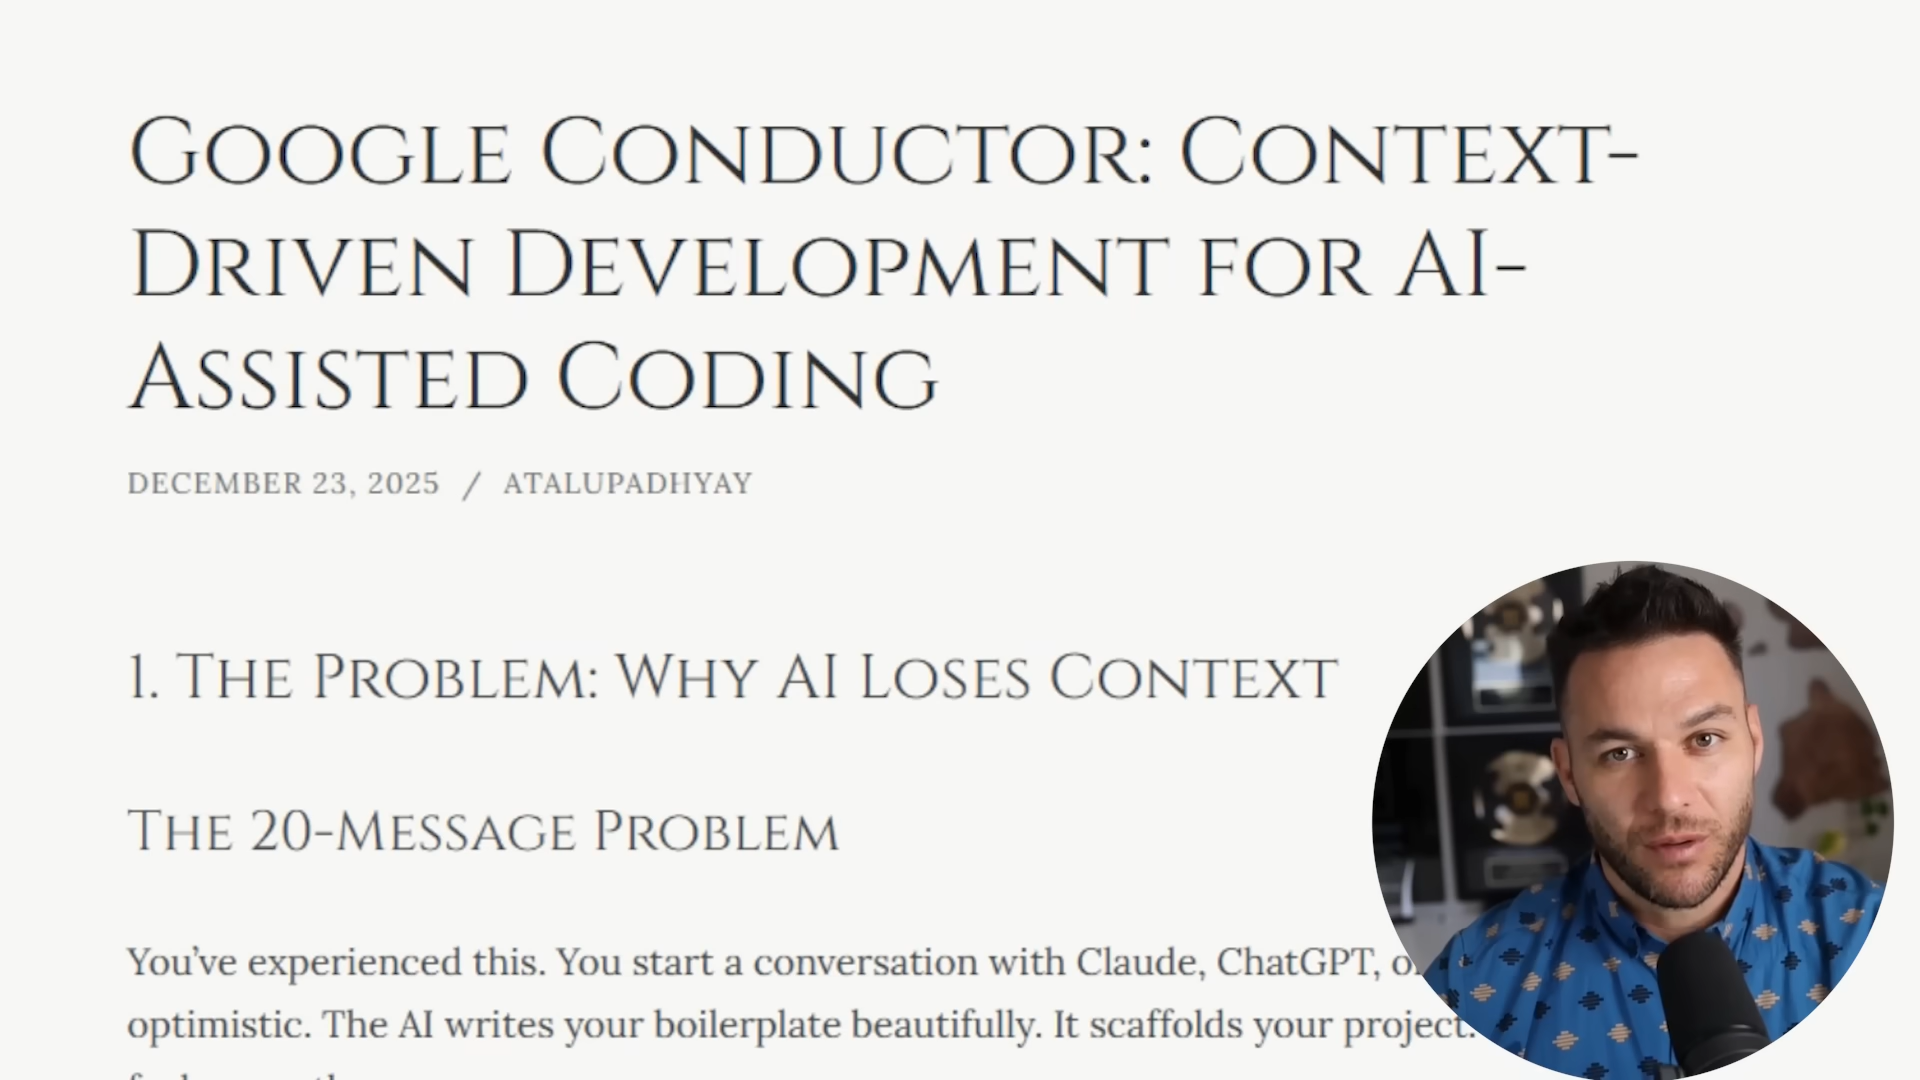 Google Conductor: Context-
Driven Development for AI-
Assisted Coding
DECEMBER 23, 2025 / ATALUPADHYAY
1. The Problem: Why AI Loses Context
The 20-Message Problem
You’ve experienced this. You start a conversation with Claude, ChatGPT,
optimistic. The AI writes your boilerplate beautifully. It scaffolds your project.